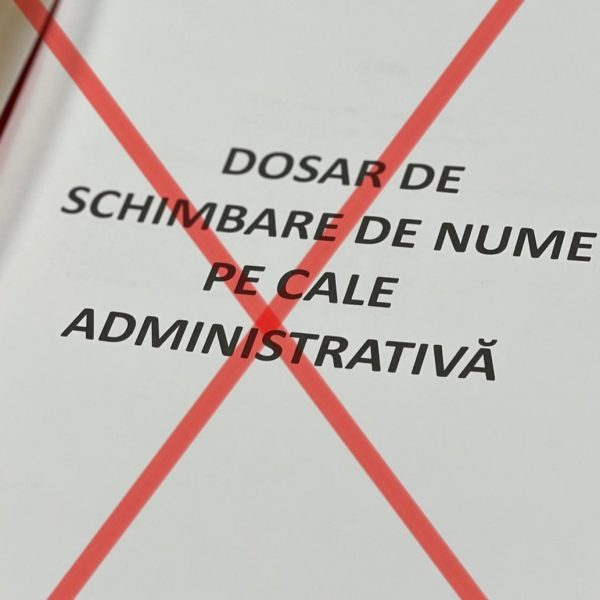 DOSAR DE
SCHIMBARE DE NUME
PE CALE
ADMINISTRATIVĂ